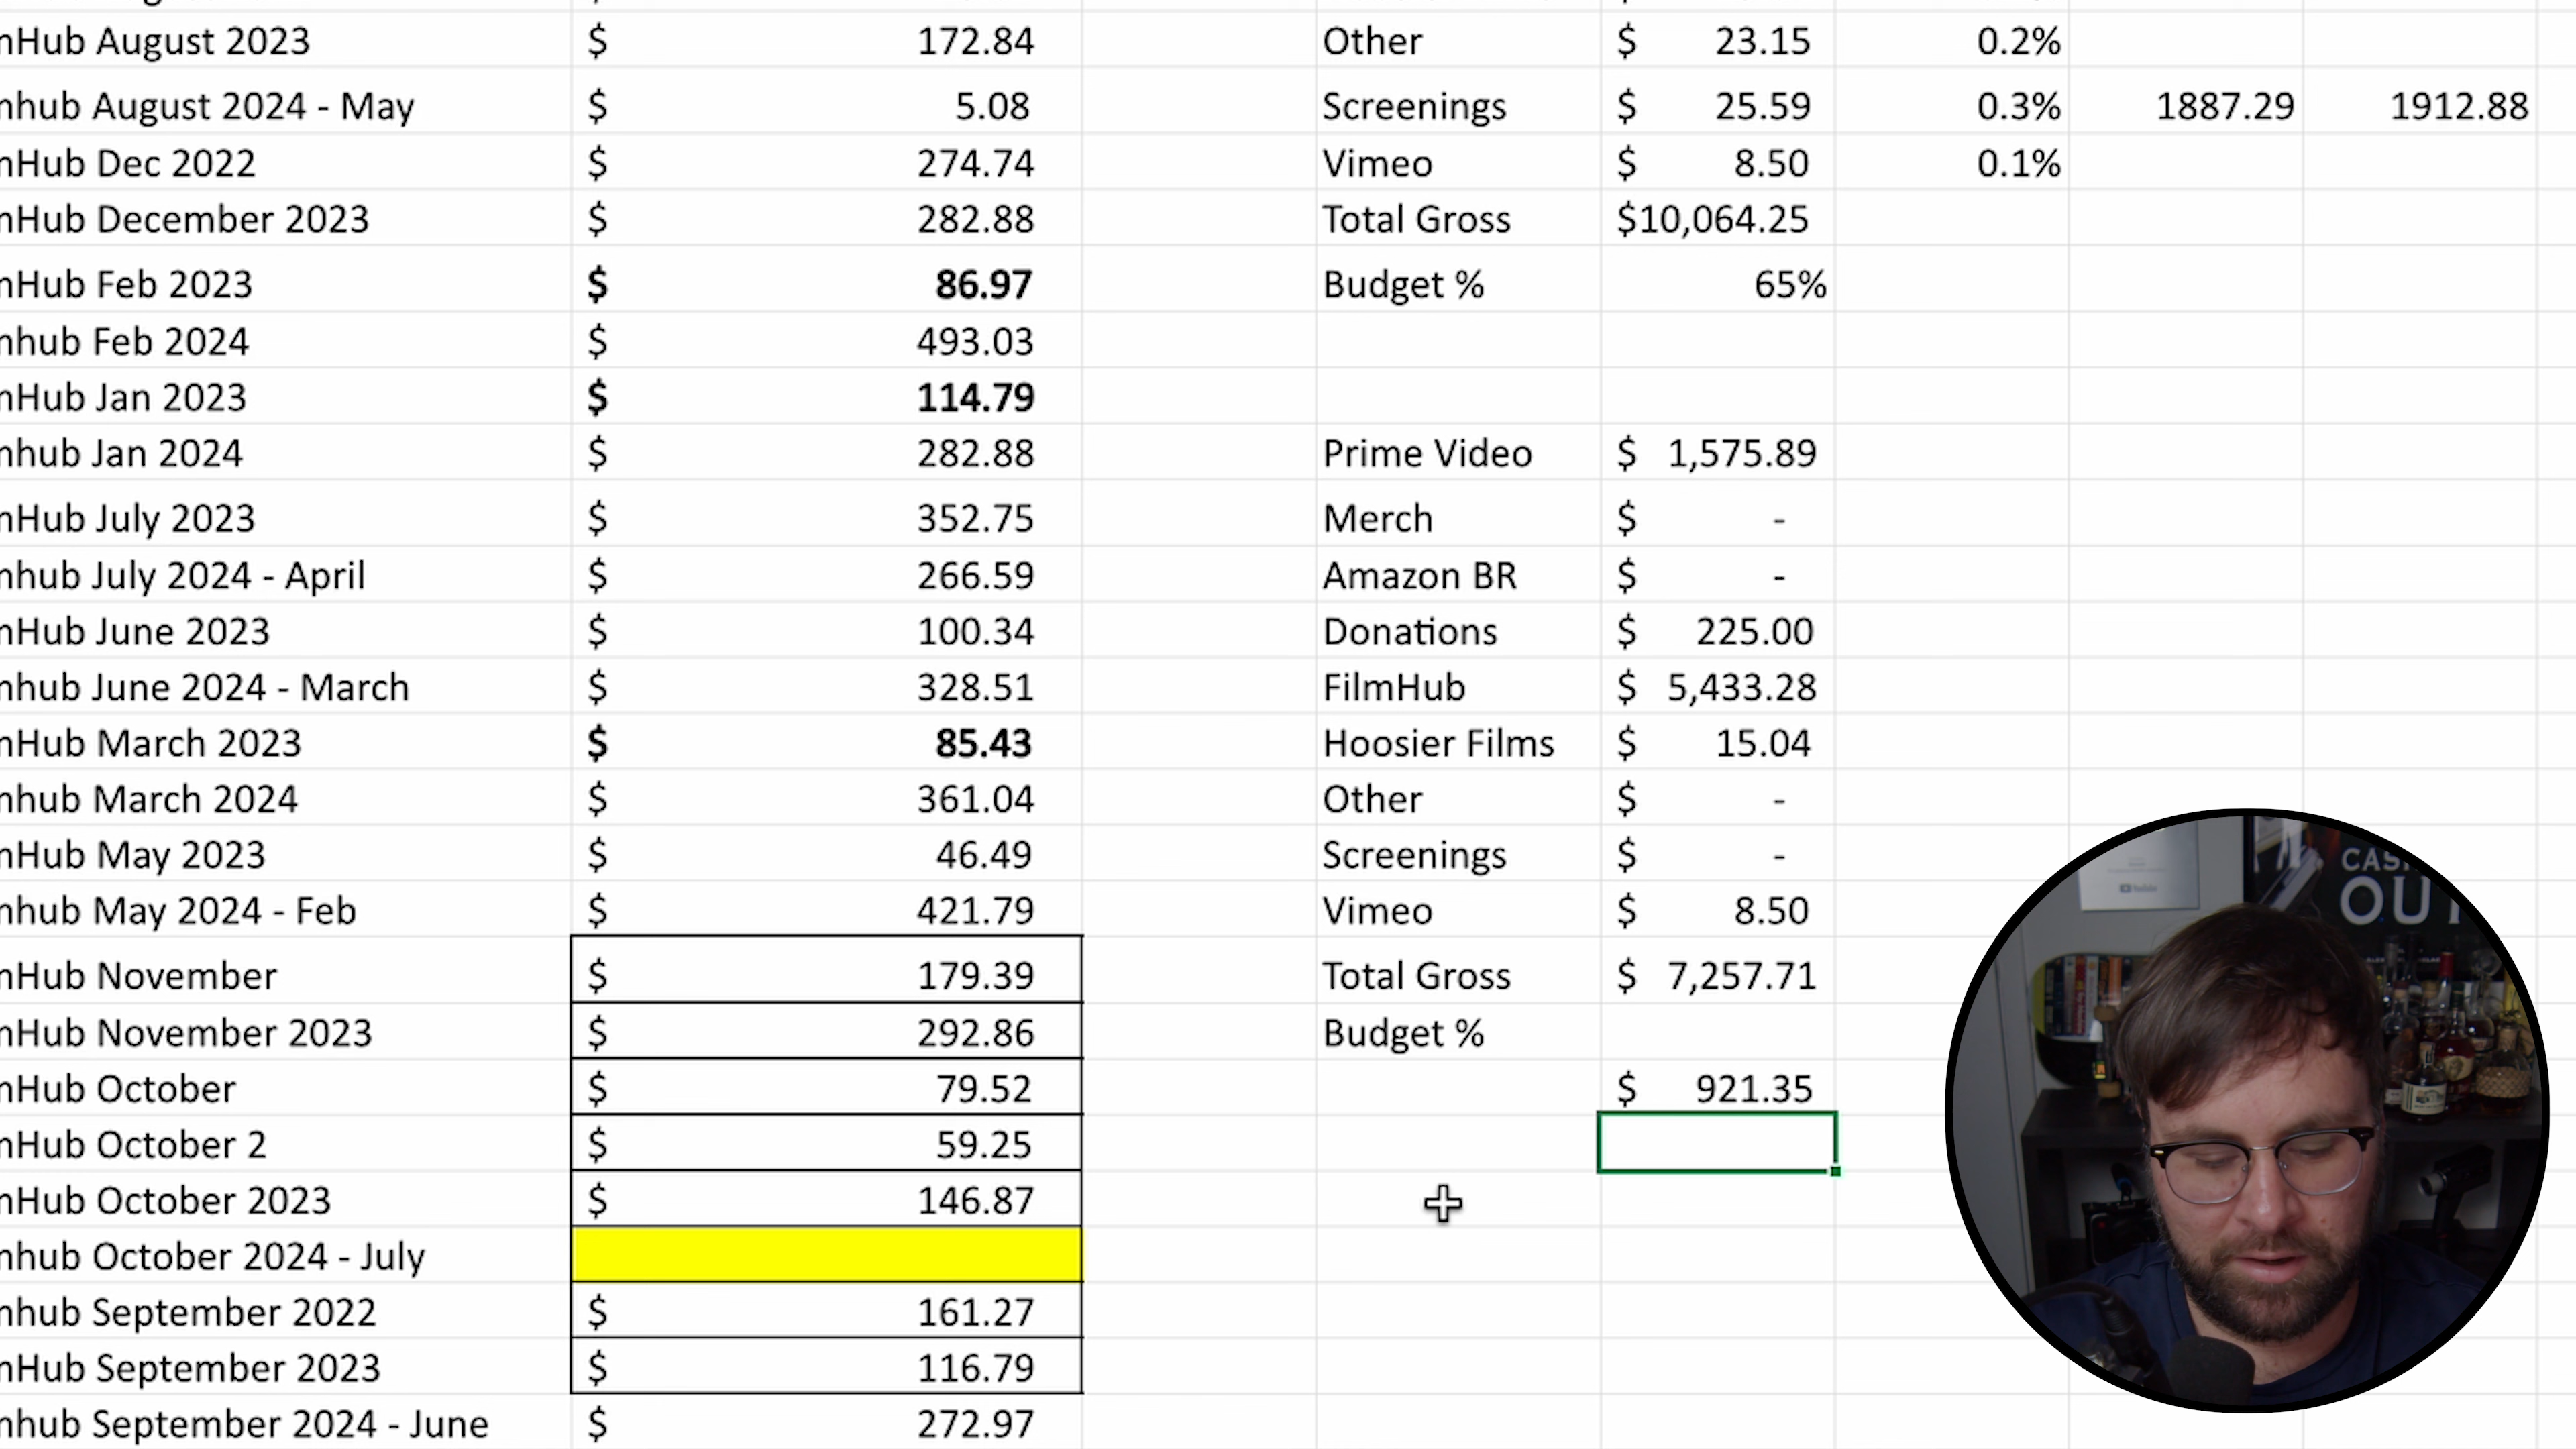 nHub August 2023 $ 172.84 Other $ 23.15 0.2%
nhub August 2024 - May $ 5.08 Screenings $ 25.59 0.3% 1887.29 1912.88
nHub Dec 2022 $ 274.74 Vimeo $ 8.50 0.1%
nHub December 2023 $ 282.88 Total Gross $10,064.25
nHub Feb 2023 $ 86.97 Budget % 65%
nhub Feb 2024 $ 493.03
nHub Jan 2023 $ 114.79
nhub Jan 2024 $ 282.88 Prime Video $ 1,575.89
nHub July 2023 $ 352.75 Merch $ -
nhub July 2024 - April $ 266.59 Amazon BR $ -
nHub June 2023 $ 100.34 Donations $ 225.00
nhub June 2024 - March $ 328.51 FilmHub $ 5,433.28
nHub March 2023 $ 85.43 Hoosier Films $ 15.04
nhub March 2024 $ 361.04 Other $ -
nHub May 2023 $ 46.49 Screenings $ -
nhub May 2024 - Feb $ 421.79 Vimeo $ 8.50
nHub November $ 179.39 Total Gross $ 7,257.71
nHub November 2023 $ 292.86 Budget %
nHub October $ 79.52 $ 921.35
nHub October 2 $ 59.25
nHub October 2023 $ 146.87
nhub October 2024 - July
nhub September 2022 $ 161.27
nHub September 2023 $ 116.79
nhub September 2024 - June $ 272.97
CAS
OU